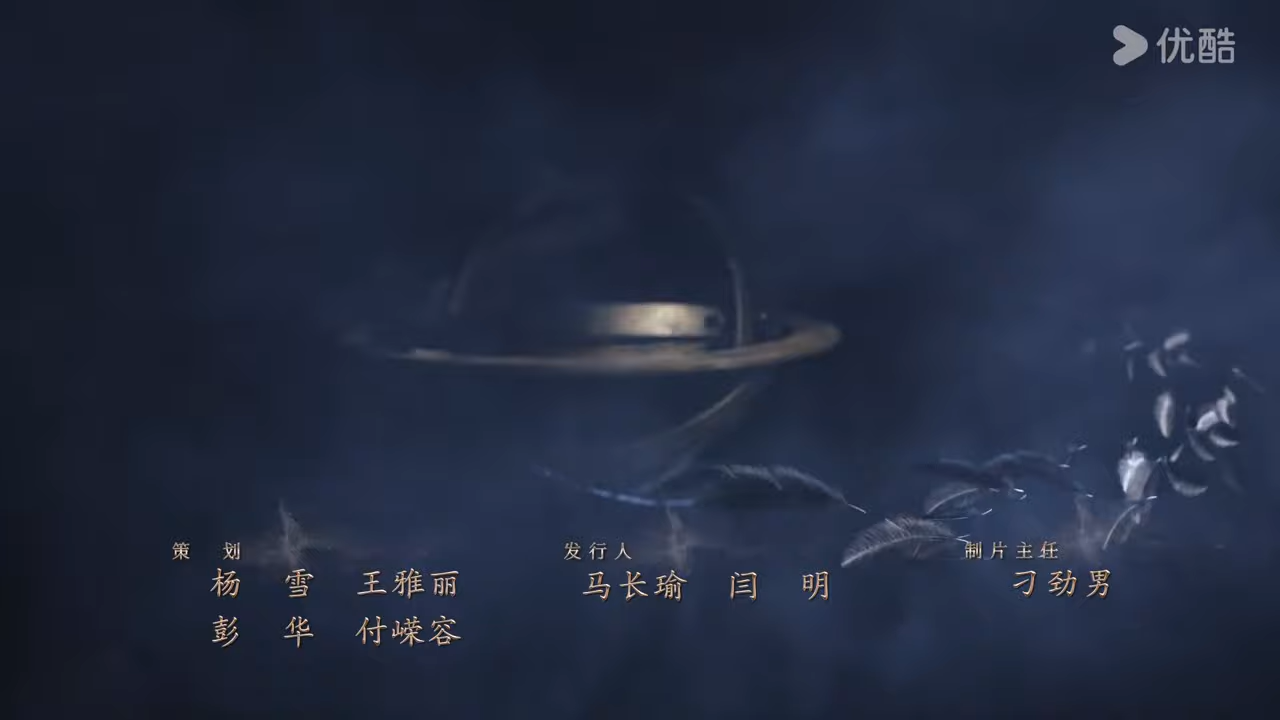 优酷
策 划
杨 雪 王雅丽
彭 华 付嵘容
发行人
马长瑜 闫 明
制片主任
刁劲男